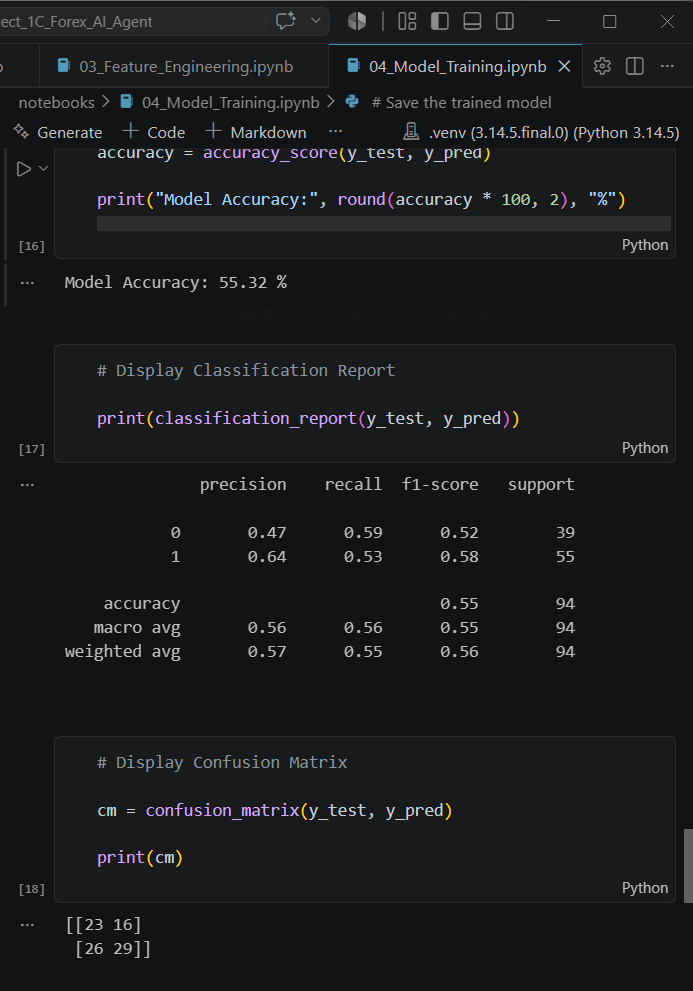 ect_1C_Forex_AI_Agent
03_Feature_Engineering.ipynb
04_Model_Training.ipynb
notebooks > 04_Model_Training.ipynb > # Save the trained model
Generate + Code + Markdown ... .venv (3.14.5.final.0) (Python 3.14.5)
accuracy = accuracy_score(y_test, y_pred)
print("Model Accuracy:", round(accuracy * 100, 2), "%")
[16]
Python
... Model Accuracy: 55.32 %
# Display Classification Report
print(classification_report(y_test, y_pred))
[17]
Python
... precision recall f1-score support
0 0.47 0.59 0.52 39
1 0.64 0.53 0.58 55
accuracy 0.55 94
macro avg 0.56 0.56 0.55 94
weighted avg 0.57 0.55 0.56 94
# Display Confusion Matrix
cm = confusion_matrix(y_test, y_pred)
print(cm)
[18]
Python
... [[23 16]
[26 29]]